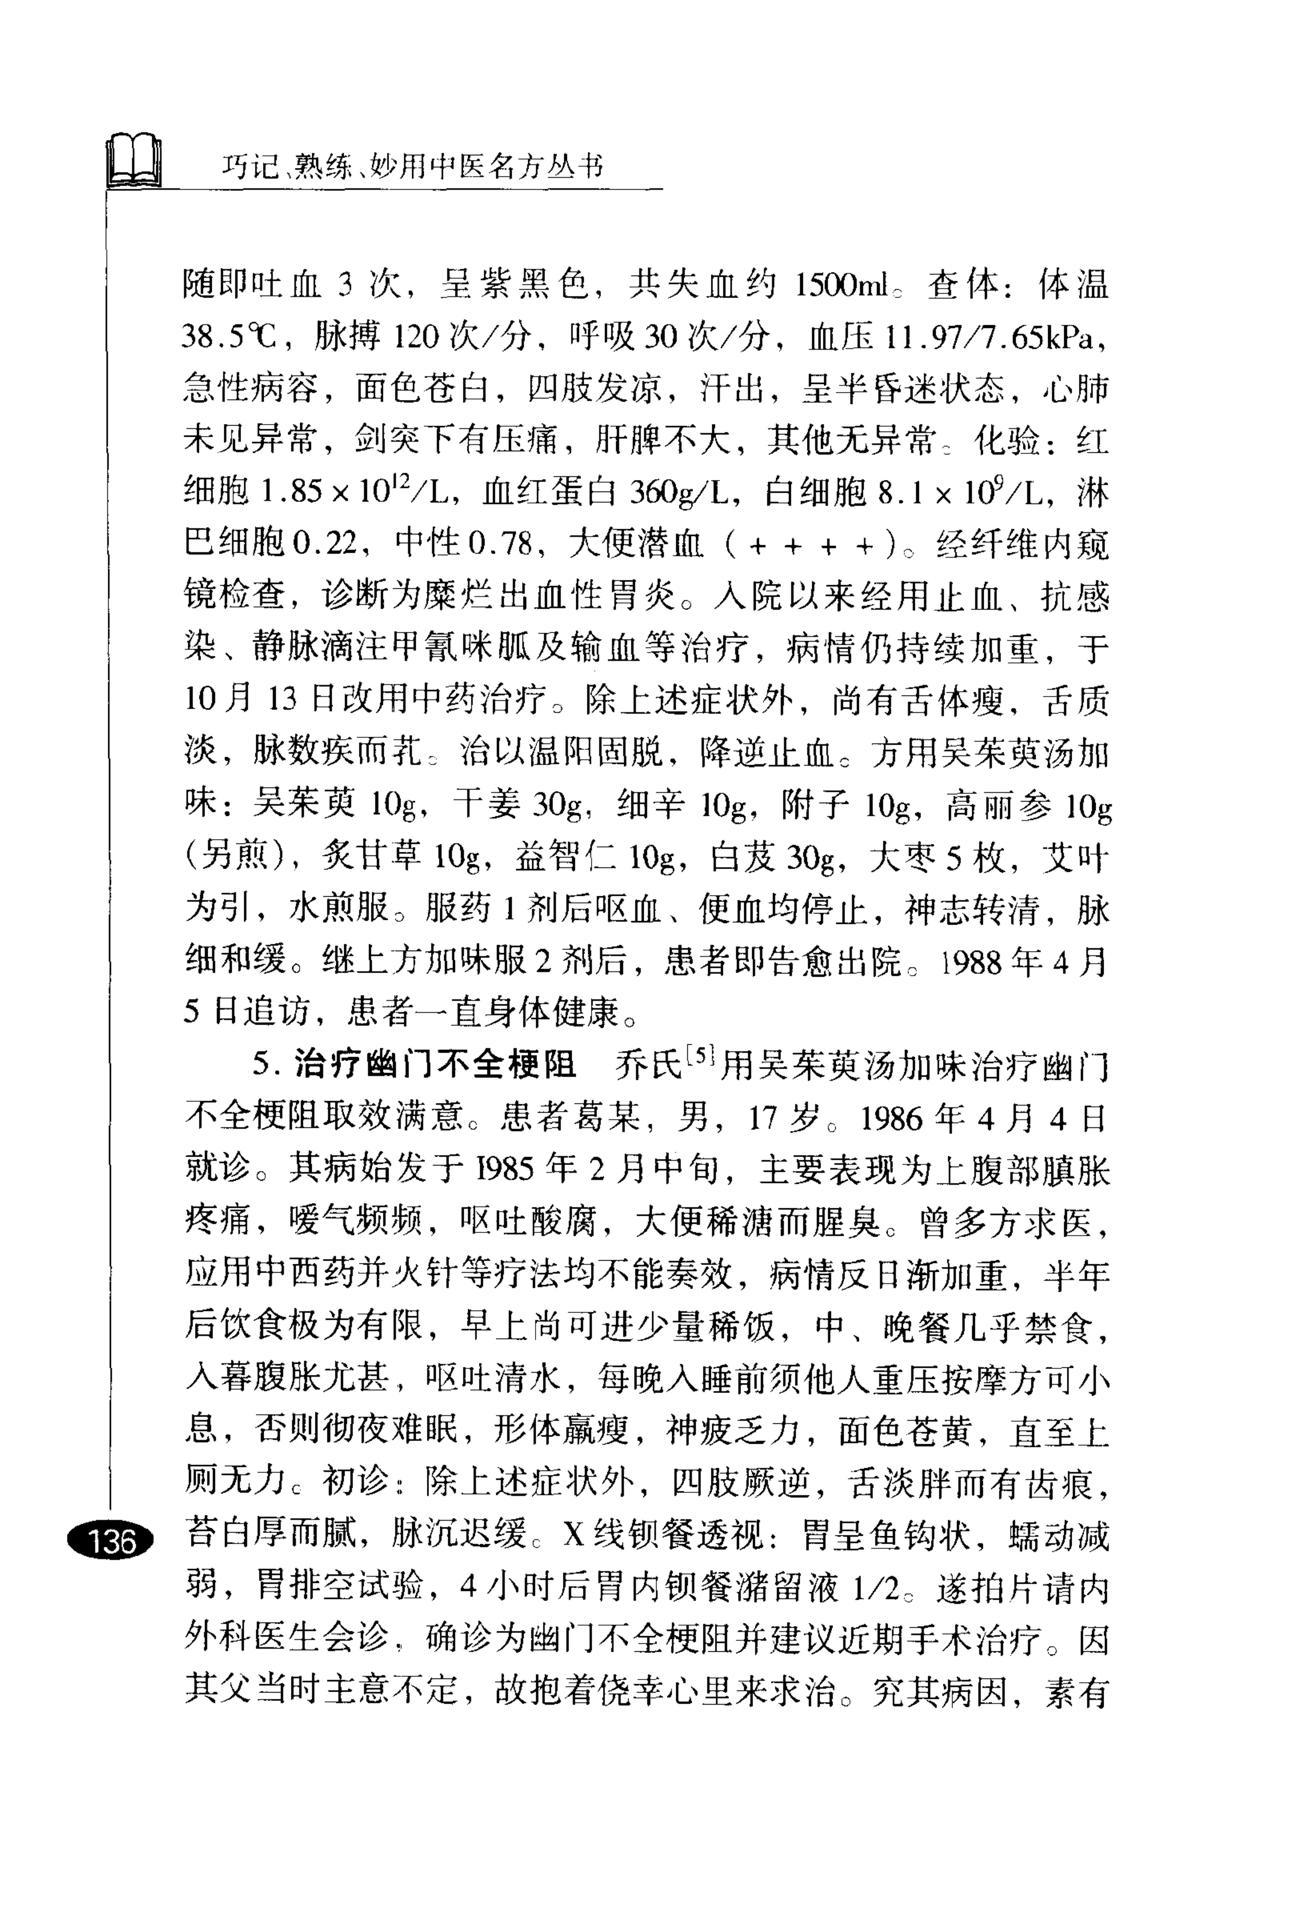 巧记、熟练、妙用中医名方丛书
随即吐血 3 次，呈紫黑色，共失血约 1500ml。查体：体温
38.5℃，脉搏 120 次/分，呼吸 30 次/分，血压 11.97/7.65kPa，
急性病容，面色苍白，四肢发凉，汗出，呈半昏迷状态，心肺
未见异常，剑突下有压痛，肝脾不大，其他无异常。化验：红
细胞 1.85 × 10¹²/L，血红蛋白 360g/L，白细胞 8.1 × 10⁹/L，淋
巴细胞 0.22，中性 0.78，大便潜血（＋＋＋＋）。经纤维内窥
镜检查，诊断为糜烂出血性胃炎。入院以来经用止血、抗感
染、静脉滴注甲氰咪胍及输血等治疗，病情仍持续加重，于
10 月 13 日改用中药治疗。除上述症状外，尚有舌体瘦，舌质
淡，脉数疾而芤。治以温阳固脱，降逆止血。方用吴茱萸汤加
味：吴茱萸 10g，干姜 30g，细辛 10g，附子 10g，高丽参 10g
（另煎），炙甘草 10g，益智仁 10g，白芨 30g，大枣 5 枚，艾叶
为引，水煎服。服药 1 剂后呕血、便血均停止，神志转清，脉
细和缓。继上方加味服 2 剂后，患者即告愈出院。1988 年 4 月
5 日追访，患者一直身体健康。
5. 治疗幽门不全梗阻　乔氏[5]用吴茱萸汤加味治疗幽门
不全梗阻取效满意。患者葛某，男，17 岁。1986 年 4 月 4 日
就诊。其病始发于 1985 年 2 月中旬，主要表现为上腹部䐜胀
疼痛，嗳气频频，呕吐酸腐，大便稀溏而腥臭。曾多方求医，
应用中西药并火针等疗法均不能奏效，病情反日渐加重，半年
后饮食极为有限，早上尚可进少量稀饭，中、晚餐几乎禁食，
入暮腹胀尤甚，呕吐清水，每晚入睡前须他人重压按摩方可小
息，否则彻夜难眠，形体羸瘦，神疲乏力，面色苍黄，直至上
厕无力。初诊：除上述症状外，四肢厥逆，舌淡胖而有齿痕，
苔白厚而腻，脉沉迟缓。X 线钡餐透视：胃呈鱼钩状，蠕动减
弱，胃排空试验，4 小时后胃内钡餐潴留液 1/2。遂拍片请内
外科医生会诊，确诊为幽门不全梗阻并建议近期手术治疗。因
其父当时主意不定，故抱着侥幸心里来求治。究其病因，素有
136